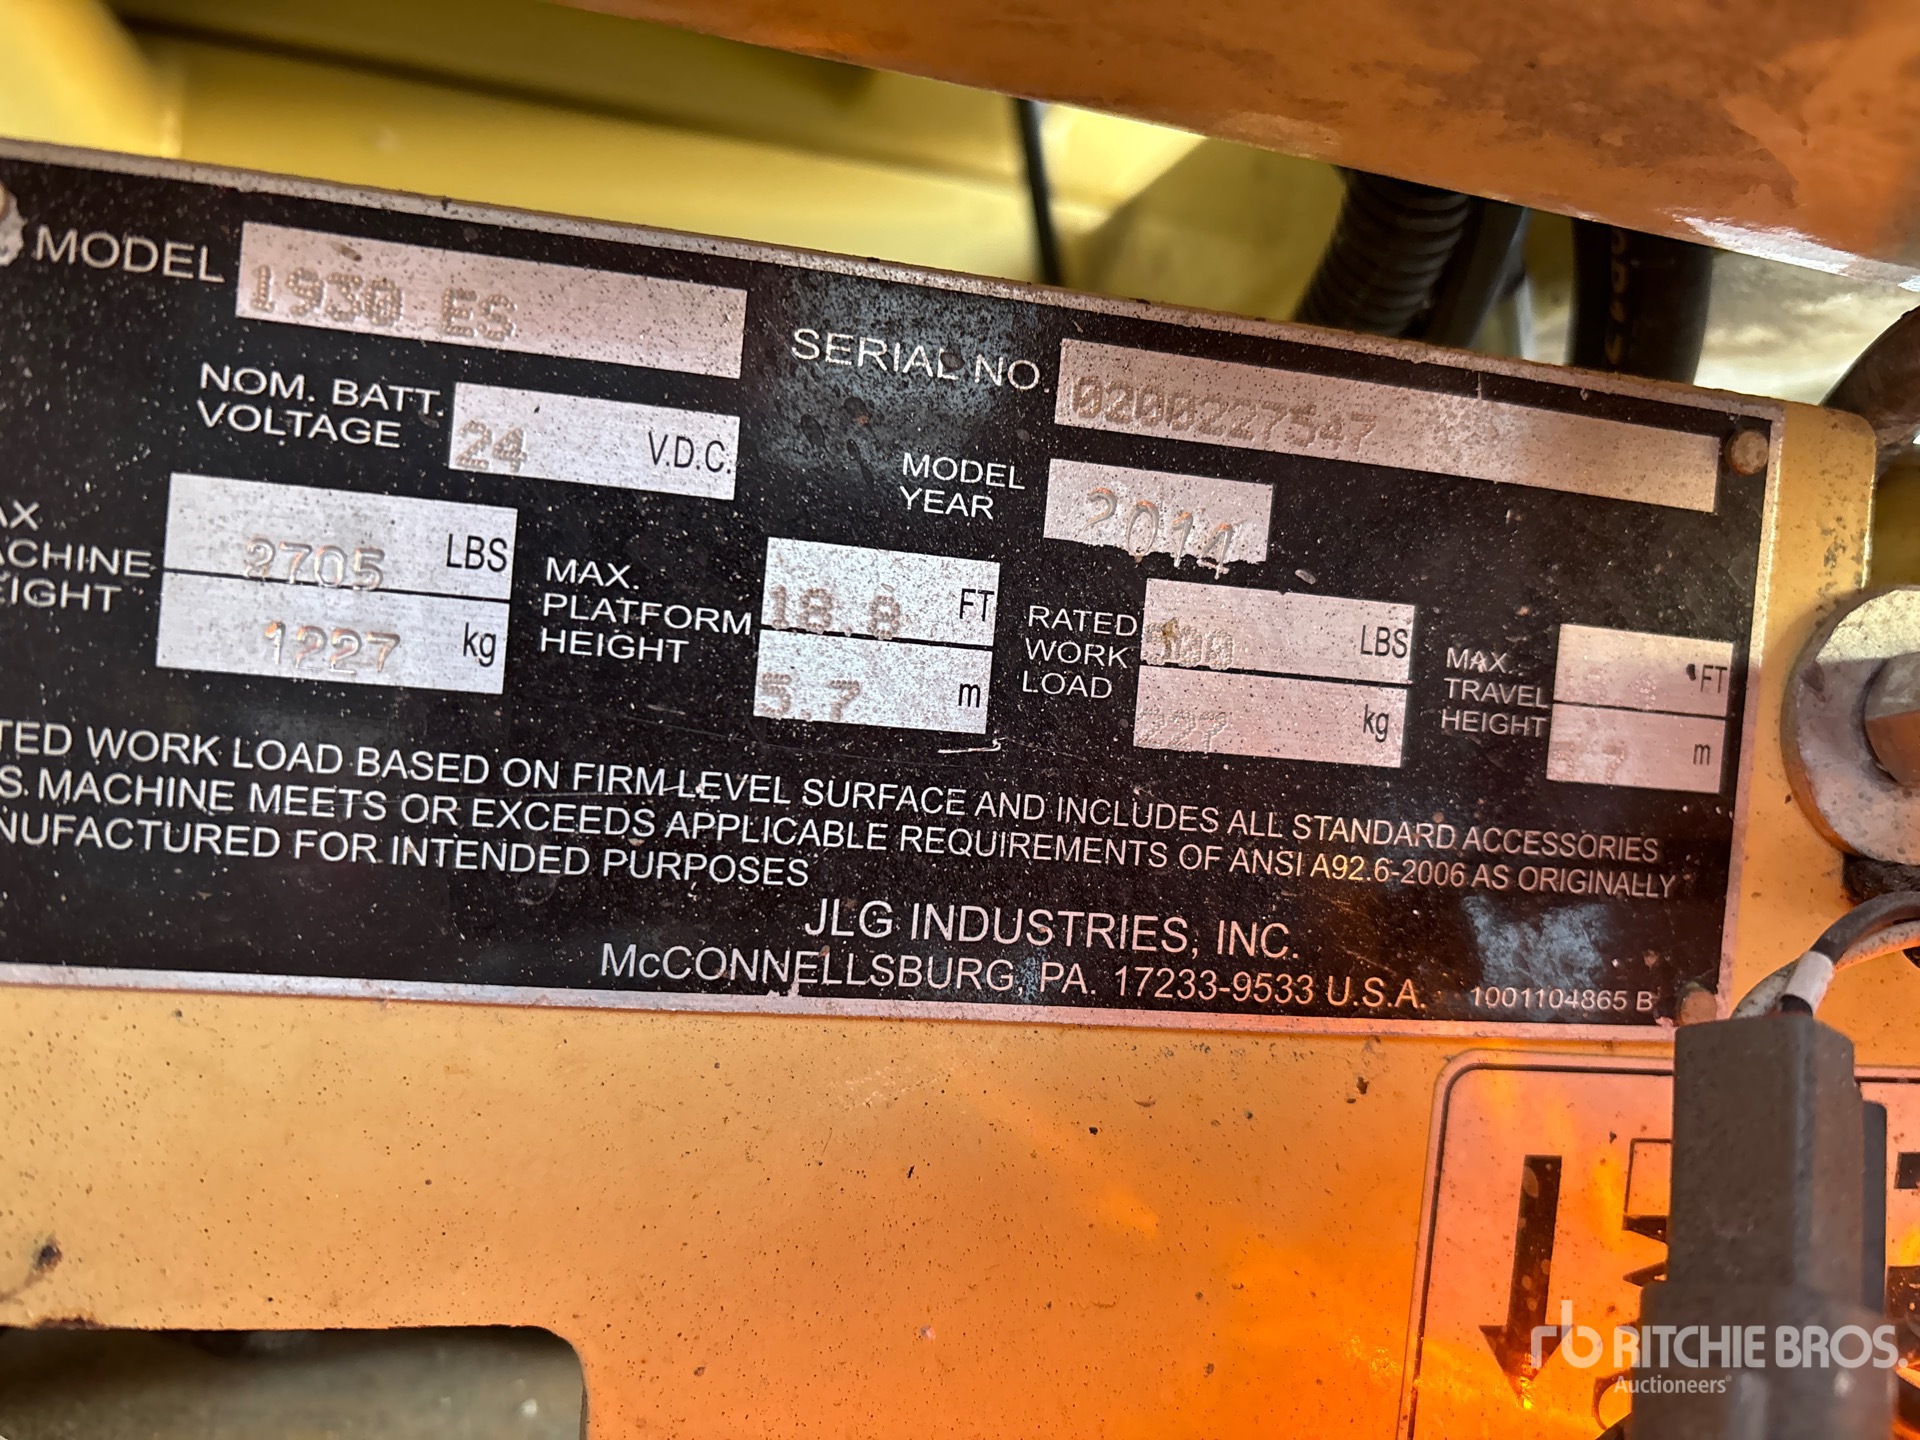 MODEL 1930 ES
SERIAL NO. 0200227547
NOM. BATT.
VOLTAGE 24 V.D.C.
MODEL
YEAR 2014
AX
ACHINE 2705 LBS
EIGHT 1227 kg
MAX.
PLATFORM 18.8 FT
HEIGHT 5.7 m
RATED
WORK LBS
LOAD 227 kg
MAX.
TRAVEL FT
HEIGHT m
TED WORK LOAD BASED ON FIRM LEVEL SURFACE AND INCLUDES ALL STANDARD ACCESSORIES
S. MACHINE MEETS OR EXCEEDS APPLICABLE REQUIREMENTS OF ANSI A92.6-2006 AS ORIGINALLY
NUFACTURED FOR INTENDED PURPOSES
JLG INDUSTRIES, INC.
McCONNELLSBURG, PA. 17233-9533 U.S.A. 1001104865 B
rb RITCHIE BROS.
Auctioneers